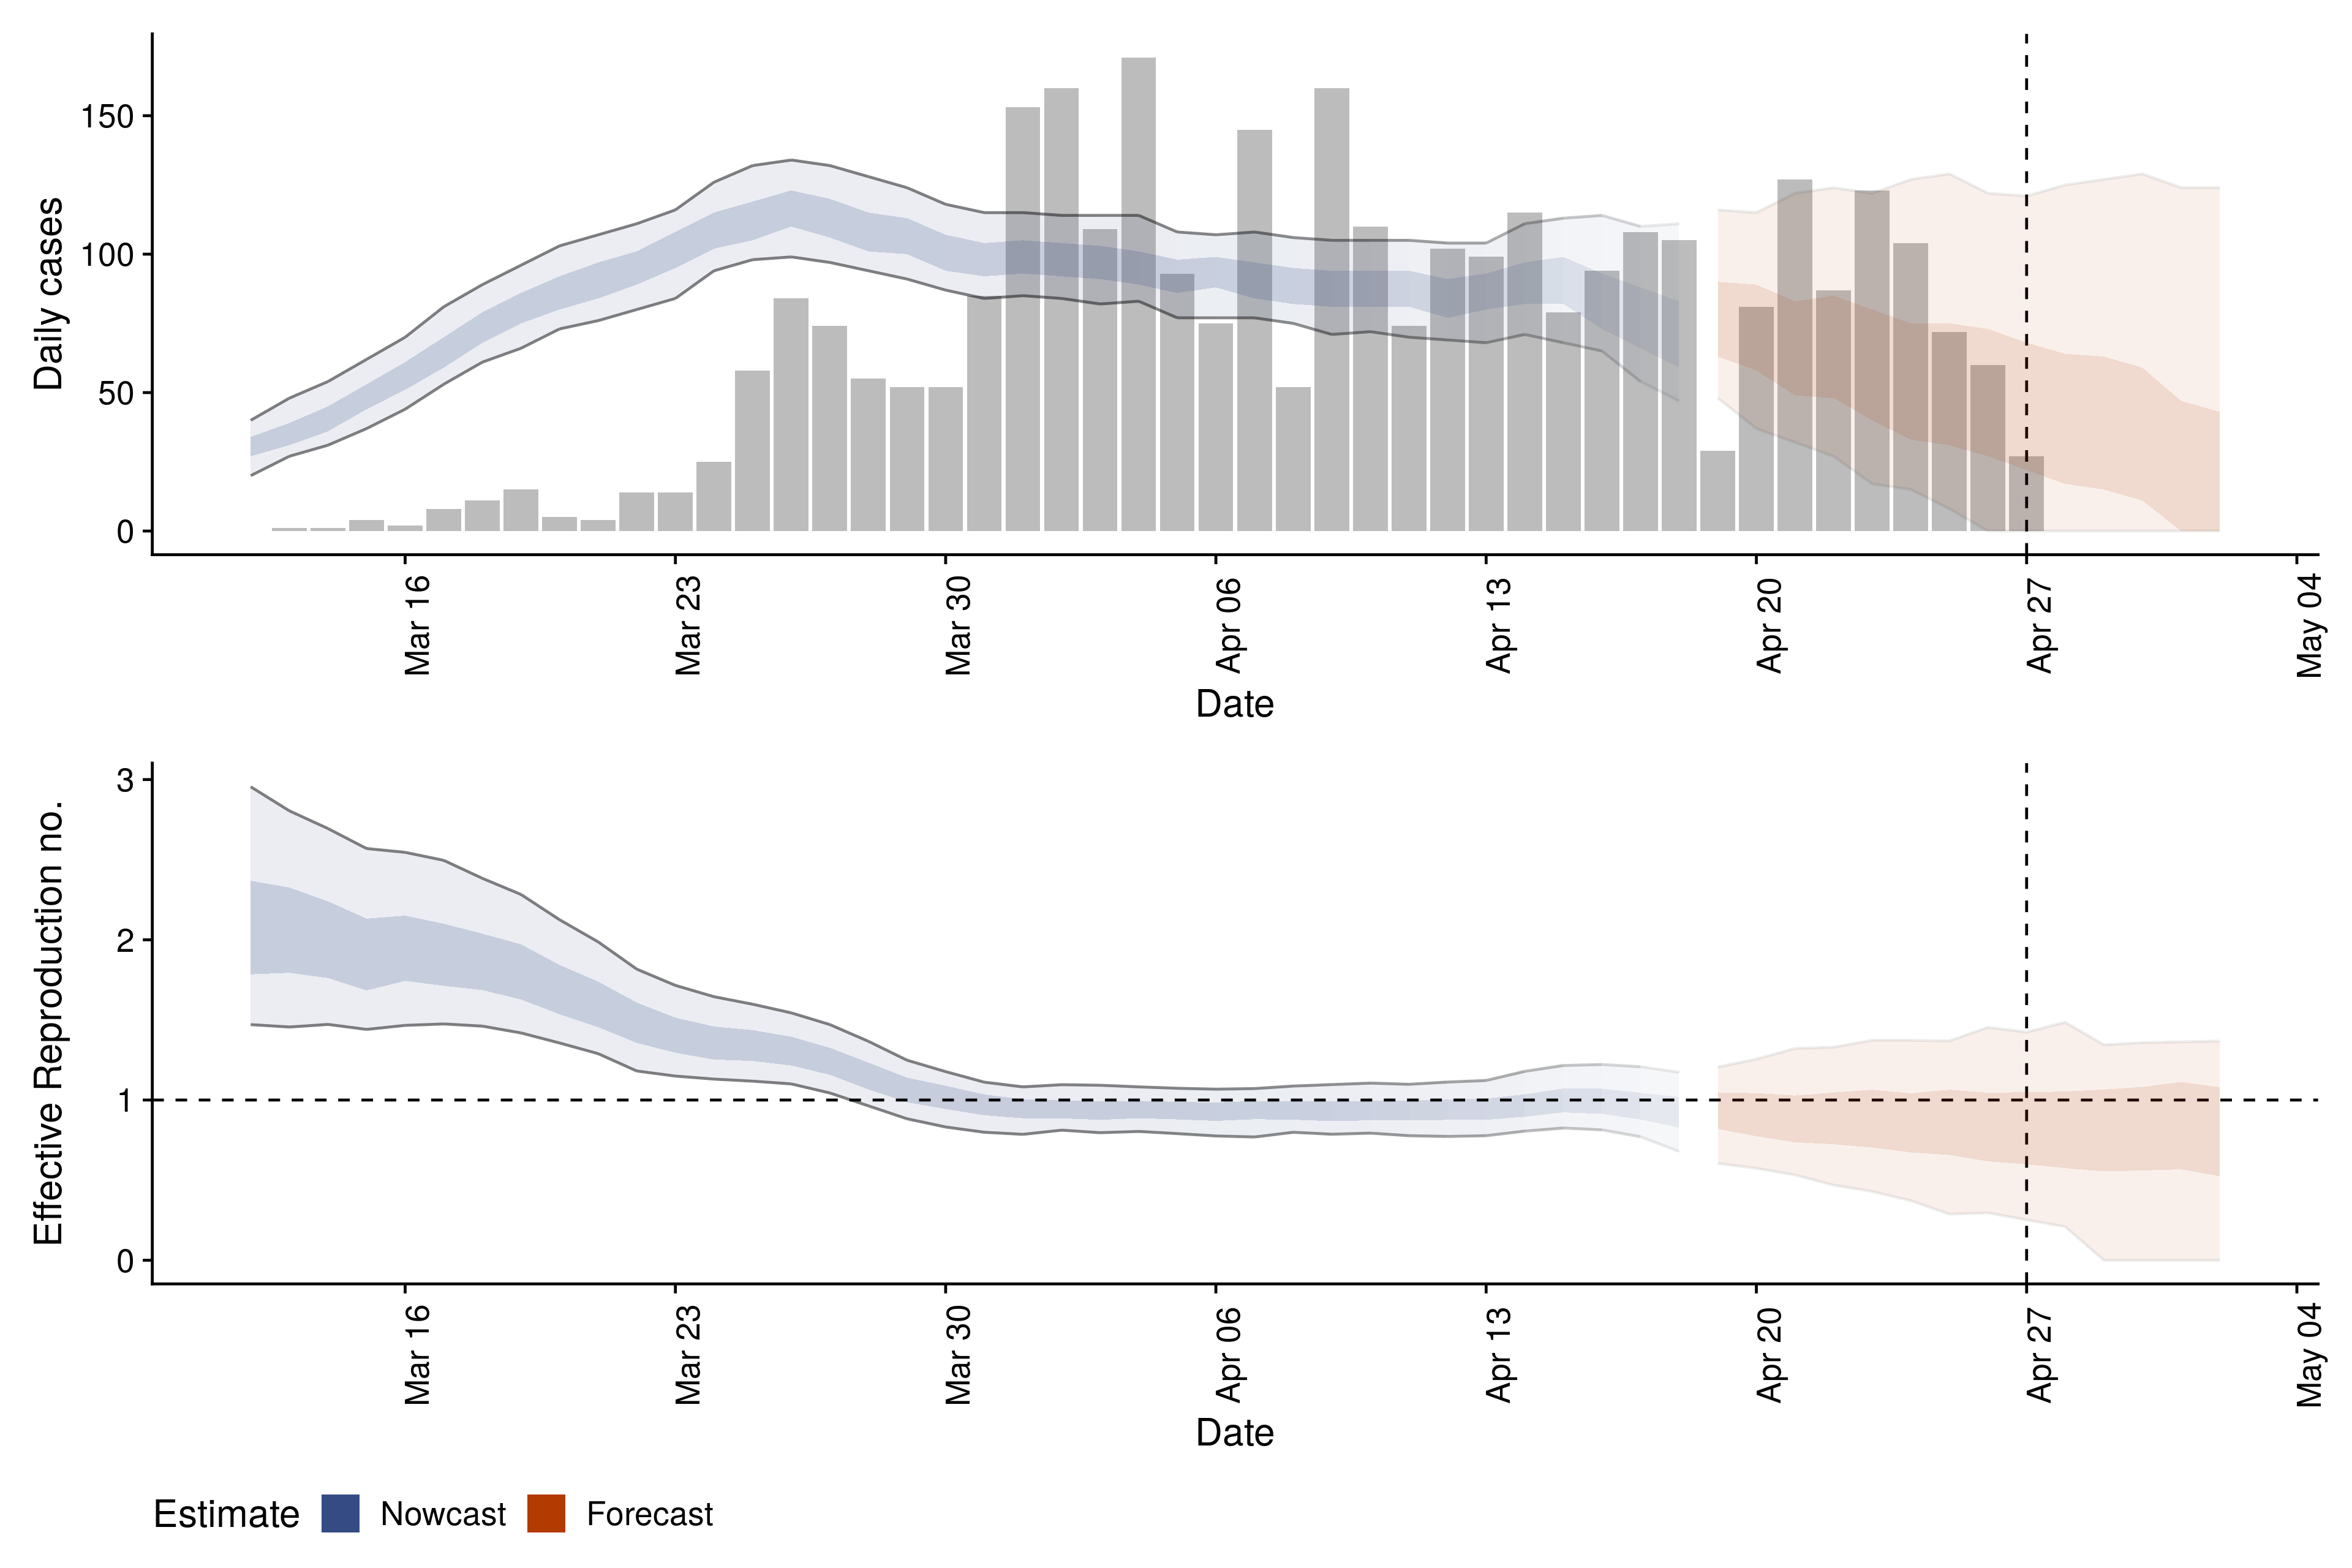 Daily cases
150
100
50
0
Mar 16
Mar 23
Mar 30
Apr 06
Apr 13
Apr 20
Apr 27
May 04
Date
Effective Reproduction no.
3
2
1
0
Mar 16
Mar 23
Mar 30
Apr 06
Apr 13
Apr 20
Apr 27
May 04
Date
Estimate Nowcast Forecast